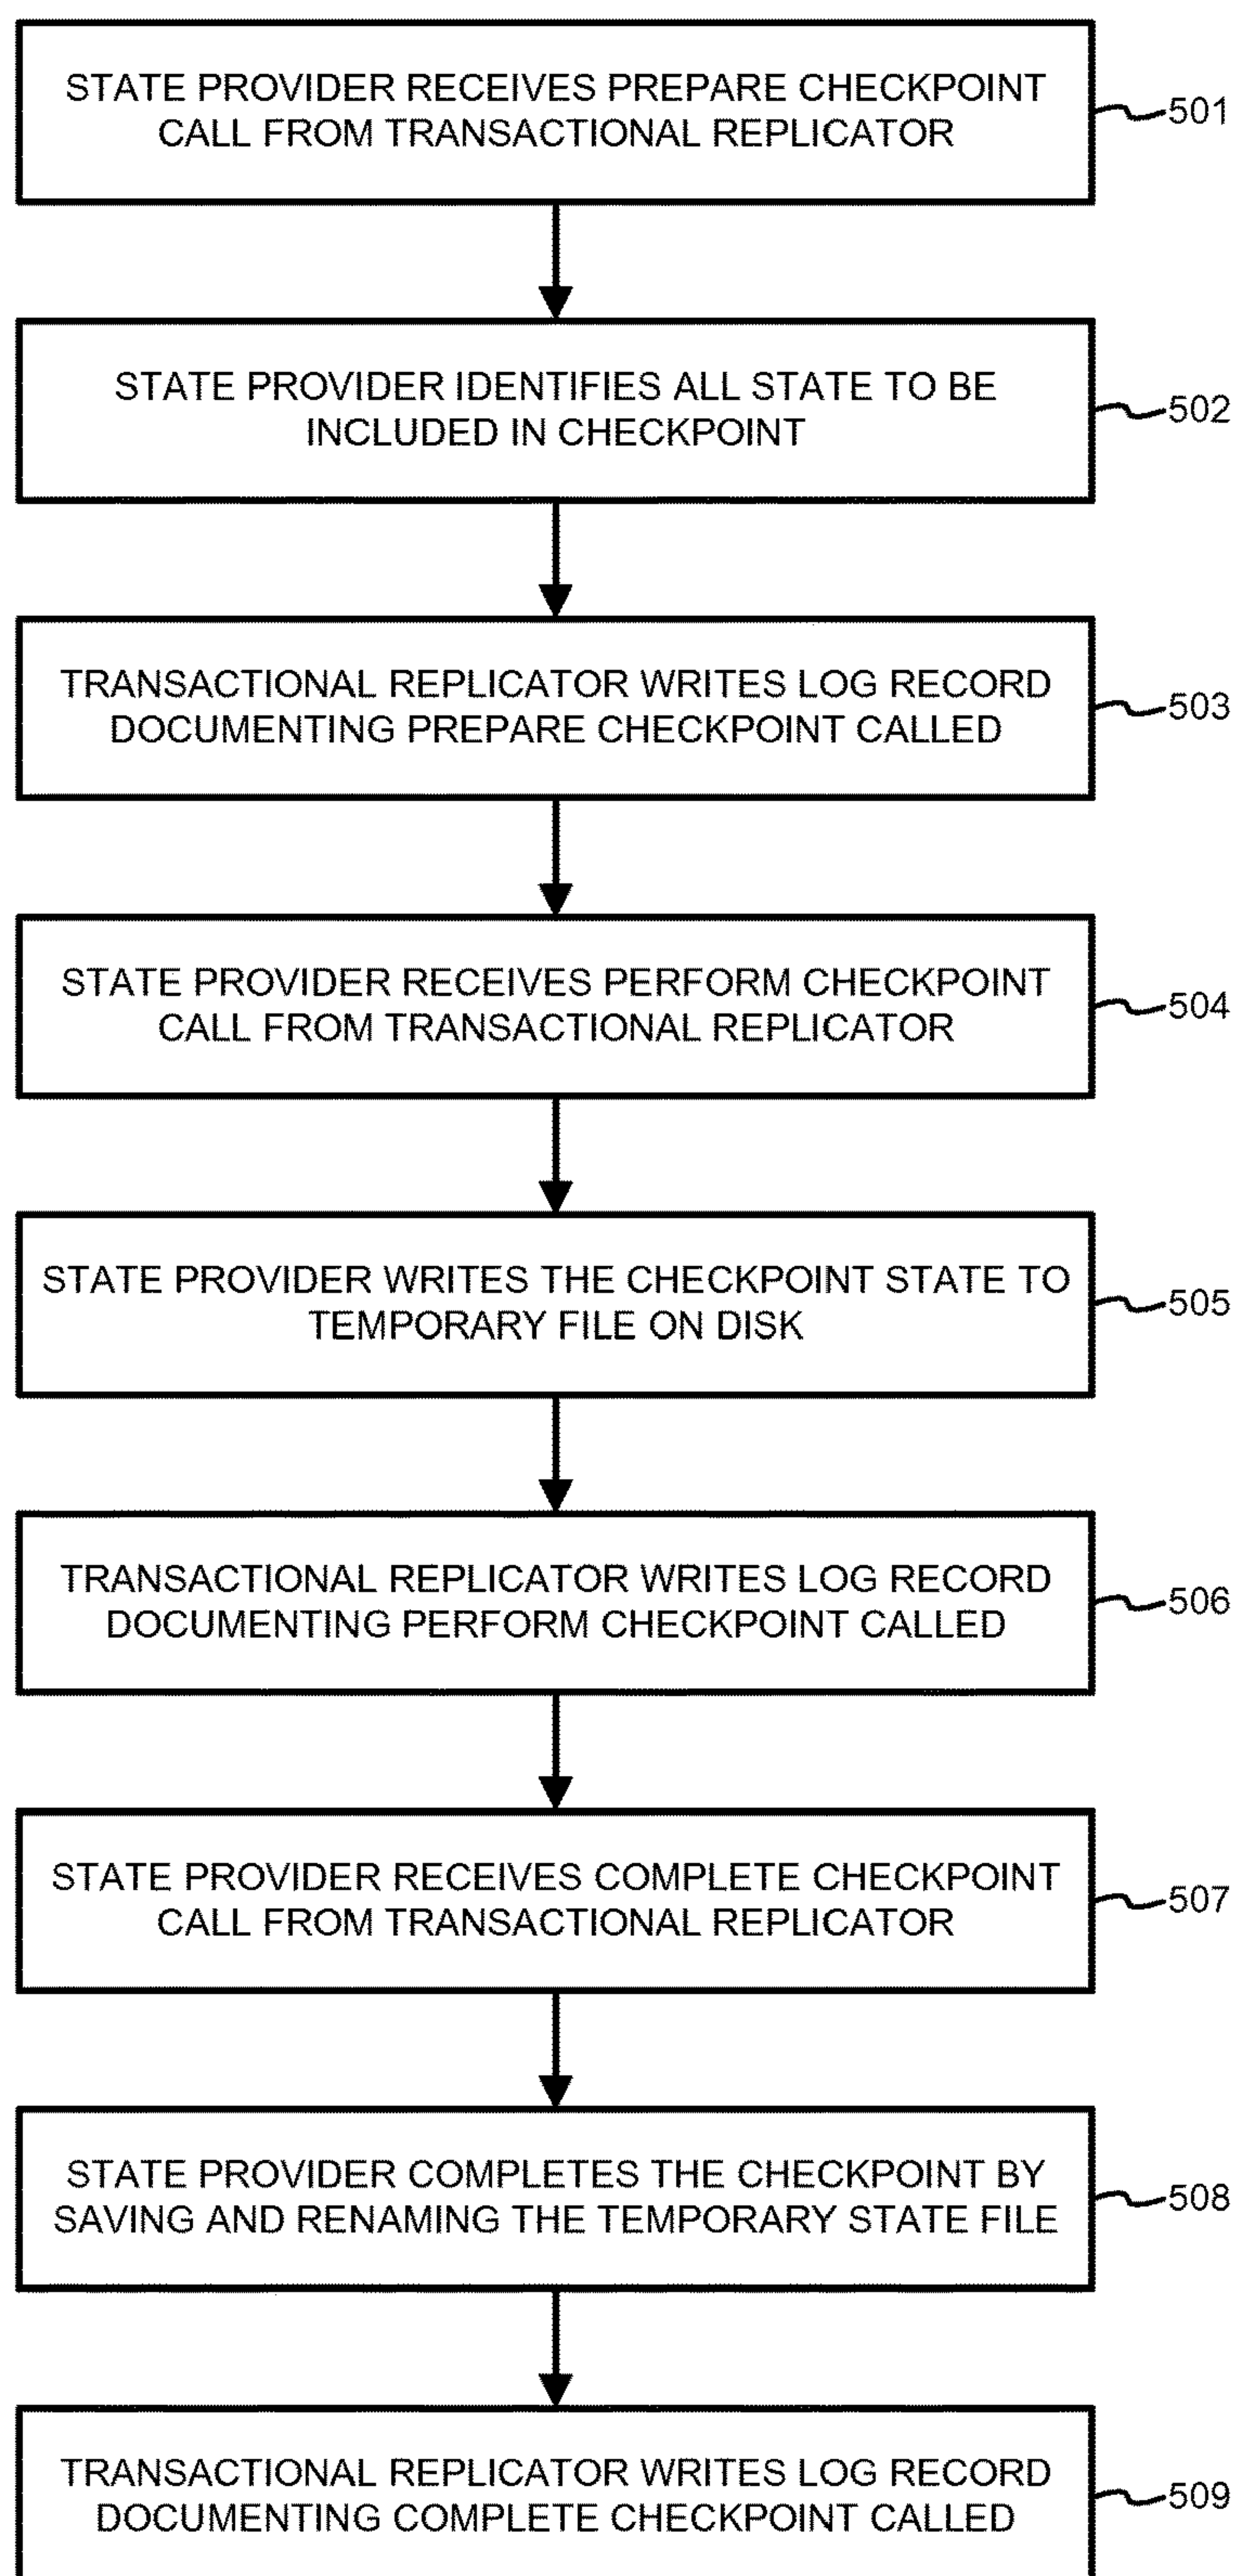 STATE PROVIDER RECEIVES PREPARE CHECKPOINT
CALL FROM TRANSACTIONAL REPLICATOR
501
STATE PROVIDER IDENTIFIES ALL STATE TO BE
INCLUDED IN CHECKPOINT
502
TRANSACTIONAL REPLICATOR WRITES LOG RECORD
DOCUMENTING PREPARE CHECKPOINT CALLED
503
STATE PROVIDER RECEIVES PERFORM CHECKPOINT
CALL FROM TRANSACTIONAL REPLICATOR
504
STATE PROVIDER WRITES THE CHECKPOINT STATE TO
TEMPORARY FILE ON DISK
505
TRANSACTIONAL REPLICATOR WRITES LOG RECORD
DOCUMENTING PERFORM CHECKPOINT CALLED
506
STATE PROVIDER RECEIVES COMPLETE CHECKPOINT
CALL FROM TRANSACTIONAL REPLICATOR
507
STATE PROVIDER COMPLETES THE CHECKPOINT BY
SAVING AND RENAMING THE TEMPORARY STATE FILE
508
TRANSACTIONAL REPLICATOR WRITES LOG RECORD
DOCUMENTING COMPLETE CHECKPOINT CALLED
509